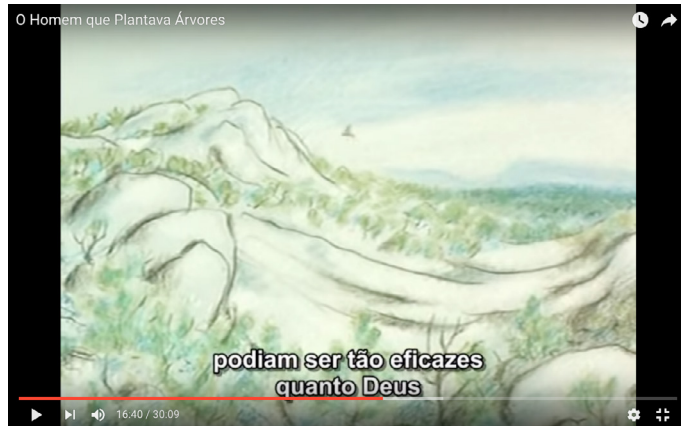 O Homem que Plantava Árvores
podiam ser tão eficazes
quanto Deus
16.40 / 30.09